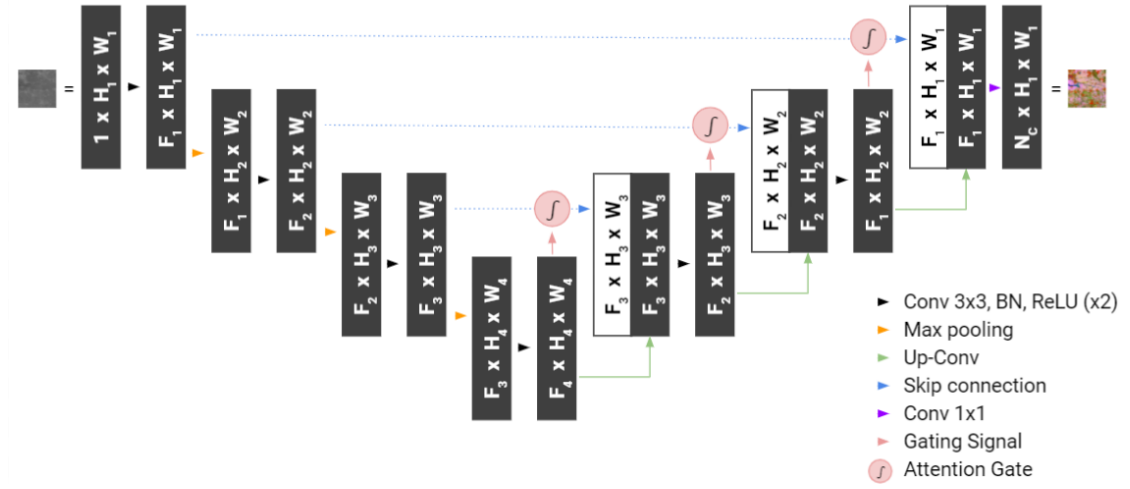 =
1 x H₁ x W₁
F₁ x H₁ x W₁
F₁ x H₂ x W₂
F₂ x H₂ x W₂
F₂ x H₃ x W₃
F₃ x H₃ x W₃
F₃ x H₄ x W₄
F₄ x H₄ x W₄
∫
F₃ x H₃ x W₃
F₃ x H₃ x W₃
F₂ x H₃ x W₃
∫
F₂ x H₂ x W₂
F₂ x H₂ x W₂
F₁ x H₂ x W₂
∫
F₁ x H₁ x W₁
F₁ x H₁ x W₁
N꜀ x H₁ x W₁
=
Conv 3x3, BN, ReLU (x2)
Max pooling
Up-Conv
Skip connection
Conv 1x1
Gating Signal
∫ Attention Gate